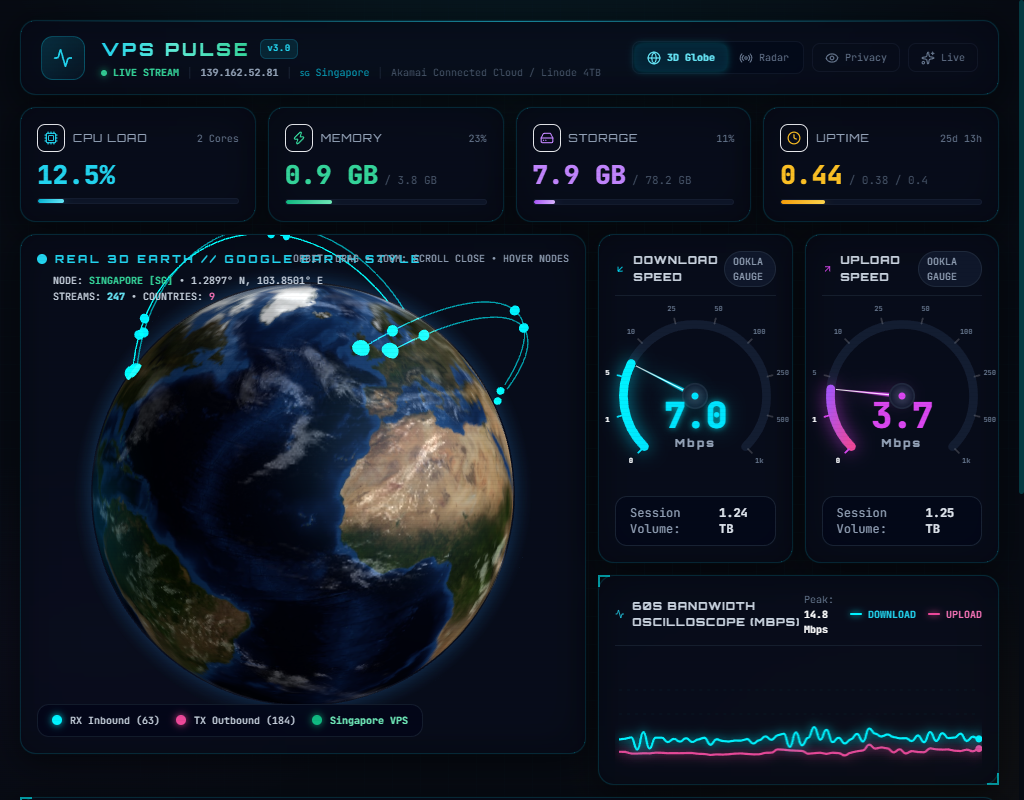 VPS PULSE v3.0
LIVE STREAM 139.162.52.81 SG Singapore Akamai Connected Cloud / Linode 4TB
3D Globe Radar Privacy Live
CPU LOAD 2 Cores
12.5%
MEMORY 23%
0.9 GB / 3.8 GB
STORAGE 11%
7.9 GB / 78.2 GB
UPTIME 25d 13h
0.44 / 0.38 / 0.4
REAL 3D EARTH // GOOGLE EARTH STYLE
SCROLL CLOSE • HOVER NODES
NODE: SINGAPORE [SG] • 1.2897° N, 103.8501° E
STREAMS: 247 • COUNTRIES: 9
RX Inbound (63) TX Outbound (184) Singapore VPS
DOWNLOAD
SPEED
OOKLA
GAUGE
0 1 5 10 25 50 100 250 500 1k
7.0
Mbps
Session
Volume:
1.24
TB
UPLOAD
SPEED
OOKLA
GAUGE
0 1 5 10 25 50 100 250 500 1k
3.7
Mbps
Session
Volume:
1.25
TB
60S BANDWIDTH
OSCILLOSCOPE (MBPS)
Peak:
14.8
Mbps
DOWNLOAD UPLOAD